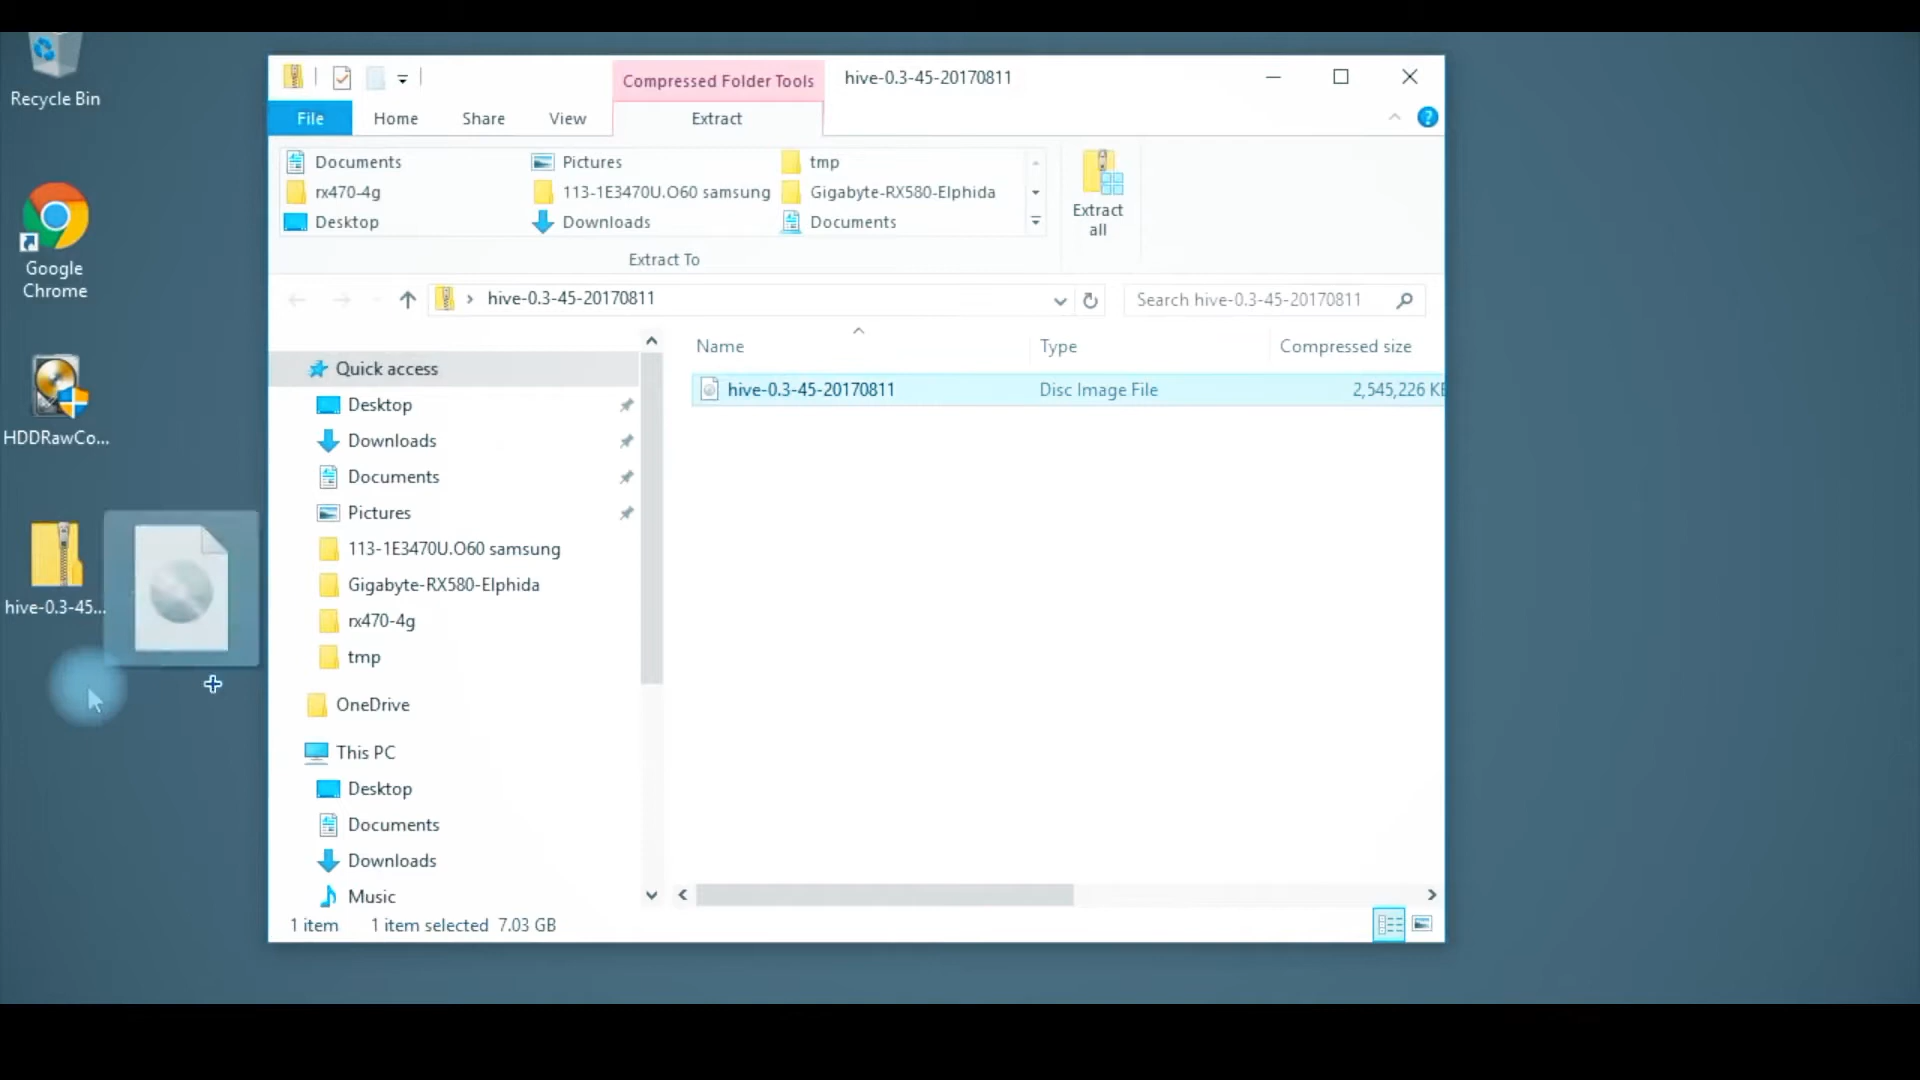 Recycle Bin
Google
Chrome
HDDRawCo...
hive-0.3-45...
Compressed Folder Tools
hive-0.3-45-20170811
File
Home
Share
View
Extract
Documents
Pictures
tmp
rx470-4g
113-1E3470U.O60 samsung
Gigabyte-RX580-Elphida
Desktop
Downloads
Documents
Extract To
Extract
all
hive-0.3-45-20170811
Search hive-0.3-45-20170811
Name
Type
Compressed size
hive-0.3-45-20170811
Disc Image File
2,545,226 KB
Quick access
Desktop
Downloads
Documents
Pictures
113-1E3470U.O60 samsung
Gigabyte-RX580-Elphida
rx470-4g
tmp
OneDrive
This PC
Desktop
Documents
Downloads
Music
1 item
1 item selected 7.03 GB